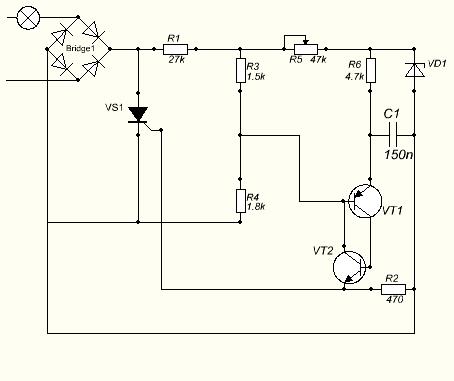 Bridge1
R1
27k
R3
1.5k
R5 47k
R6
4.7k
VD1
VS1
C1
150n
R4
1.8k
VT1
VT2
R2
470